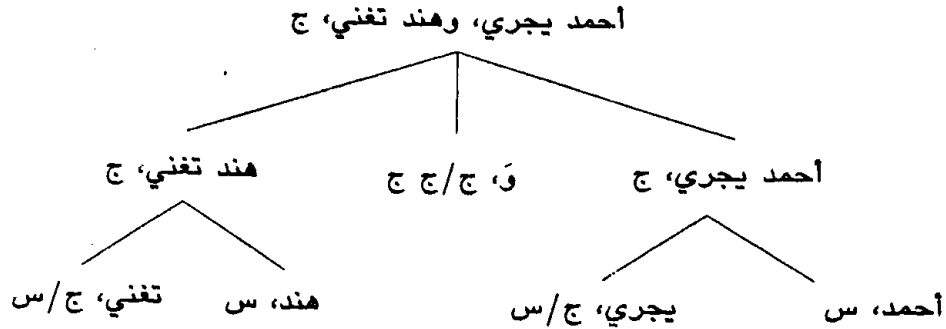 أحمد يجري، وهند تغني، ج
أحمد يجري، ج وَ، ج/ج ج هند تغني، ج
أحمد، س يجري، ج/س هند، س تغني، ج/س